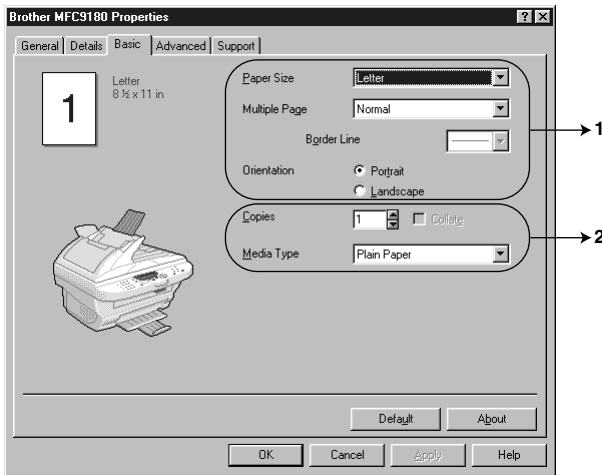 Brother MFC9180 Properties
General Details Basic Advanced Support
Letter
8 ½ x 11 in
1
Paper Size Letter
Multiple Page Normal
Border Line
Orientation Portrait
Landscape
1
Copies 1 Collate
Media Type Plain Paper
2
Default About
OK Cancel Apply Help